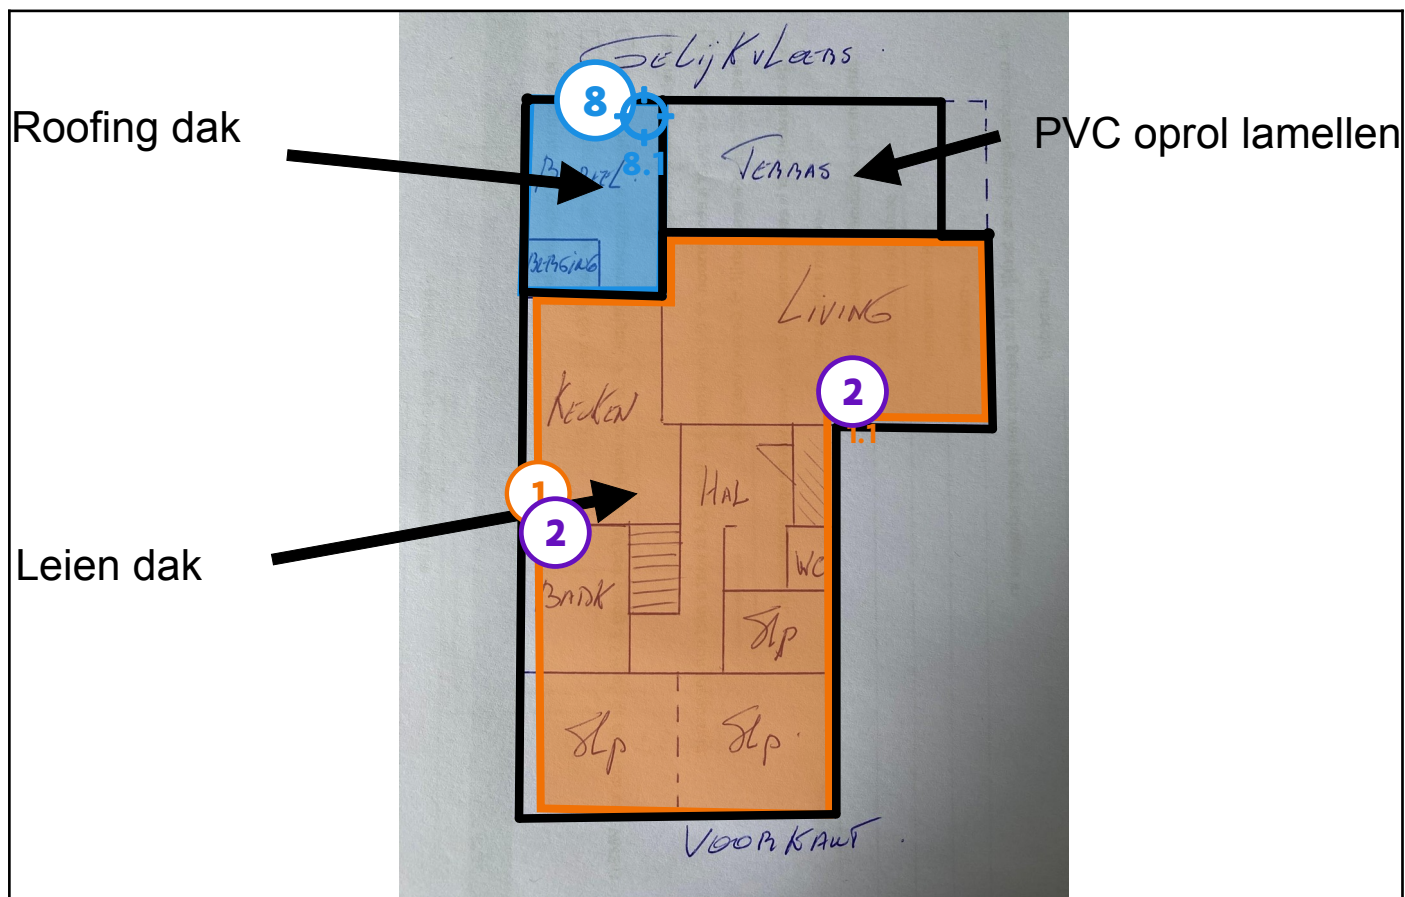 GELijKVLOERS
8
Roofing dak
PVC oprol lamellen
8.1
TERRAS
BERGING
LiViNG
KEUKEN
2
1.1
1
HAL
2
Leien dak
WC
BADK
Slp
Slp
Slp.
VOORKANT.